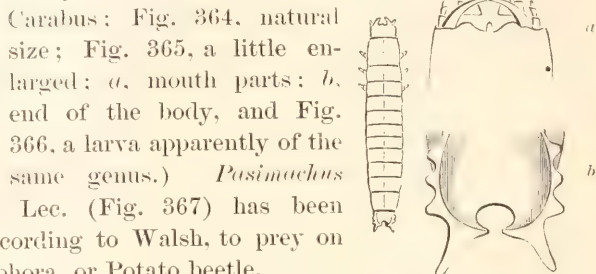 Carabus; Fig. 364, natural
size; Fig. 365, a little en-
larged; a, mouth parts; b,
end of the body, and Fig.
366, a larva apparently of the
same genus.) Pasimachus
Lec. (Fig. 367) has been
cording to Walsh, to prey on
phora, or Potato beetle.
a
b